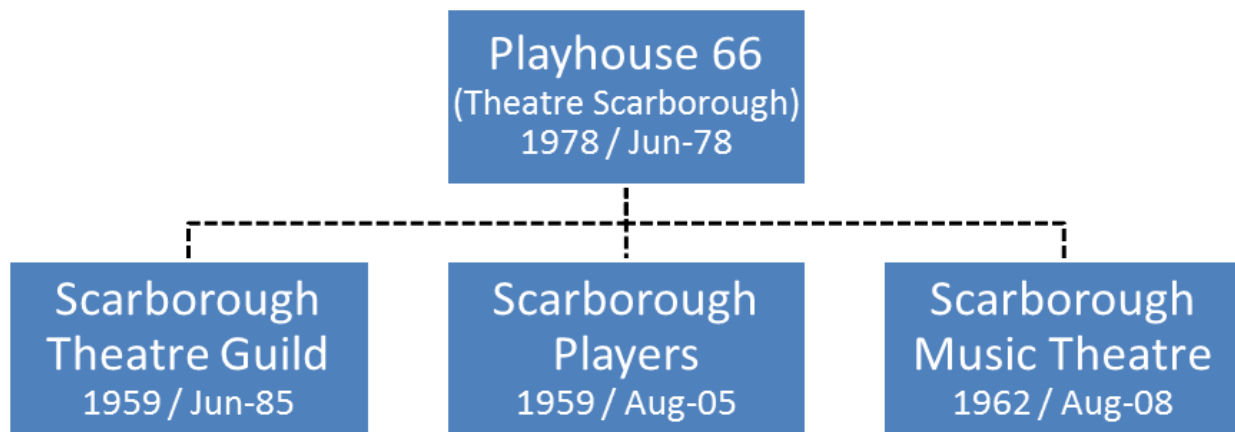 Playhouse 66
(Theatre Scarborough)
1978 / Jun-78
Scarborough
Theatre Guild
1959 / Jun-85
Scarborough
Players
1959 / Aug-05
Scarborough
Music Theatre
1962 / Aug-08